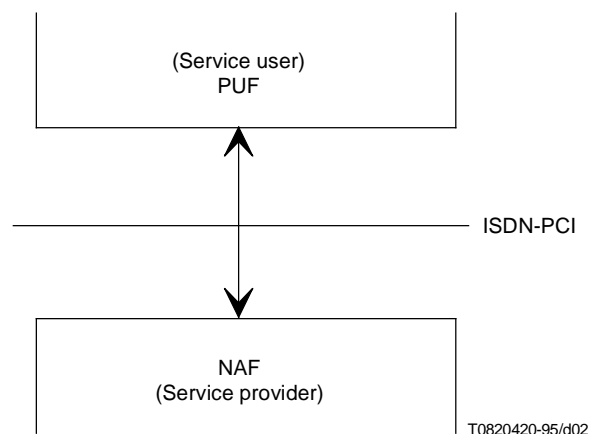 (Service user)
PUF
ISDN-PCI
NAF
(Service provider)
T0820420-95/d02